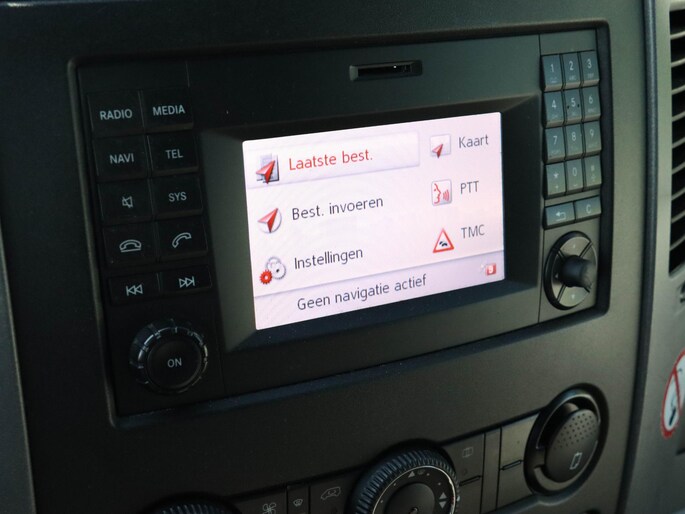 RADIO
MEDIA
NAVI
TEL
SYS
ON
Laatste best.
Best. invoeren
Instellingen
Geen navigatie actief
Kaart
PTT
TMC
1 2 3
4 5 6
7 8 9
* 0 #
C